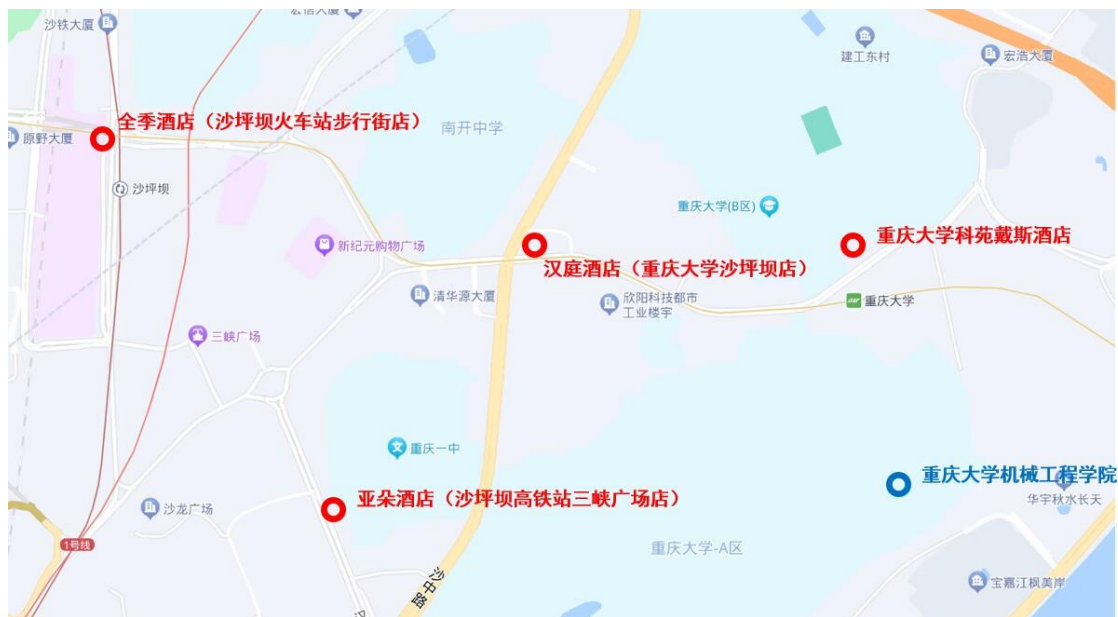 沙铁大厦
宏信大厦
建工东村
宏浩大厦
全季酒店（沙坪坝火车站步行街店）
南开中学
原野大厦
沙坪坝
重庆大学(B区)
新纪元购物广场
重庆大学科苑戴斯酒店
汉庭酒店（重庆大学沙坪坝店）
清华源大厦
欣阳科技都市
工业楼宇
重庆大学
三峡广场
重庆一中
重庆大学机械工程学院
亚朵酒店（沙坪坝高铁站三峡广场店）
华宇秋水长天
沙龙广场
1号线
重庆大学-A区
沙中路
宝嘉江枫美岸